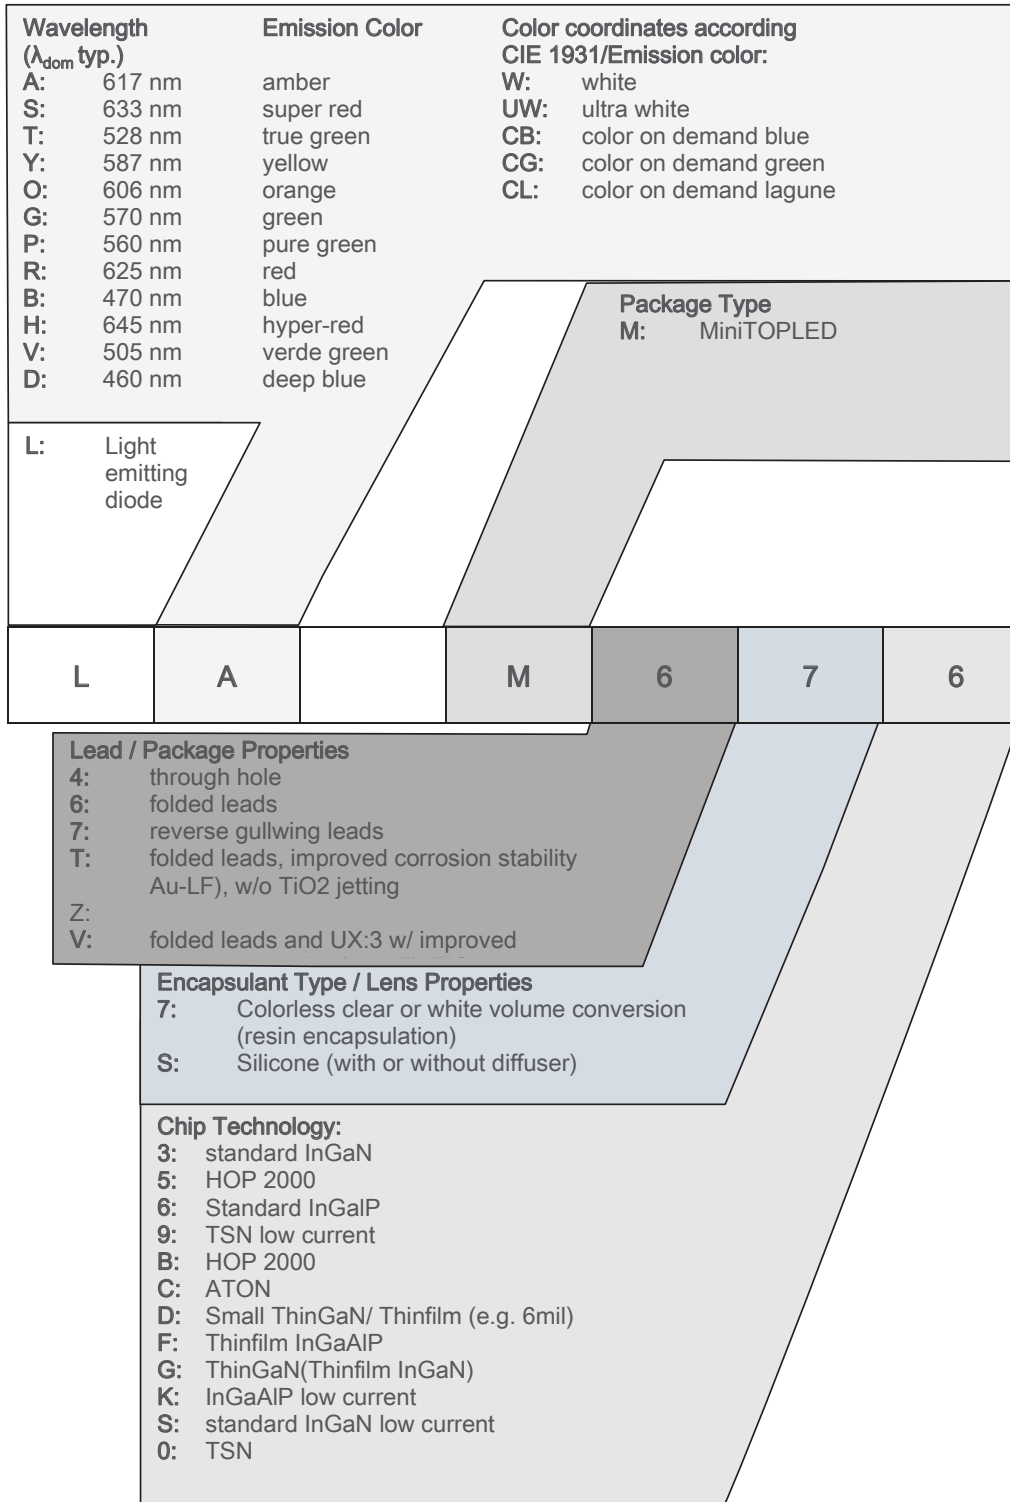 Wavelength Emission Color Color coordinates according
(λdom typ.) CIE 1931/Emission color:
A: 617 nm amber W: white
S: 633 nm super red UW: ultra white
T: 528 nm true green CB: color on demand blue
Y: 587 nm yellow CG: color on demand green
O: 606 nm orange CL: color on demand lagune
G: 570 nm green
P: 560 nm pure green
R: 625 nm red
B: 470 nm blue
H: 645 nm hyper-red
V: 505 nm verde green
D: 460 nm deep blue
Package Type
M: MiniTOPLED
L: Light
emitting
diode
L A M 6 7 6
Lead / Package Properties
4: through hole
6: folded leads
7: reverse gullwing leads
T: folded leads, improved corrosion stability
Au-LF), w/o TiO2 jetting
Z:
V: folded leads and UX:3 w/ improved
Encapsulant Type / Lens Properties
7: Colorless clear or white volume conversion
(resin encapsulation)
S: Silicone (with or without diffuser)
Chip Technology:
3: standard InGaN
5: HOP 2000
6: Standard InGalP
9: TSN low current
B: HOP 2000
C: ATON
D: Small ThinGaN/ Thinfilm (e.g. 6mil)
F: Thinfilm InGaAlP
G: ThinGaN(Thinfilm InGaN)
K: InGaAlP low current
S: standard InGaN low current
0: TSN